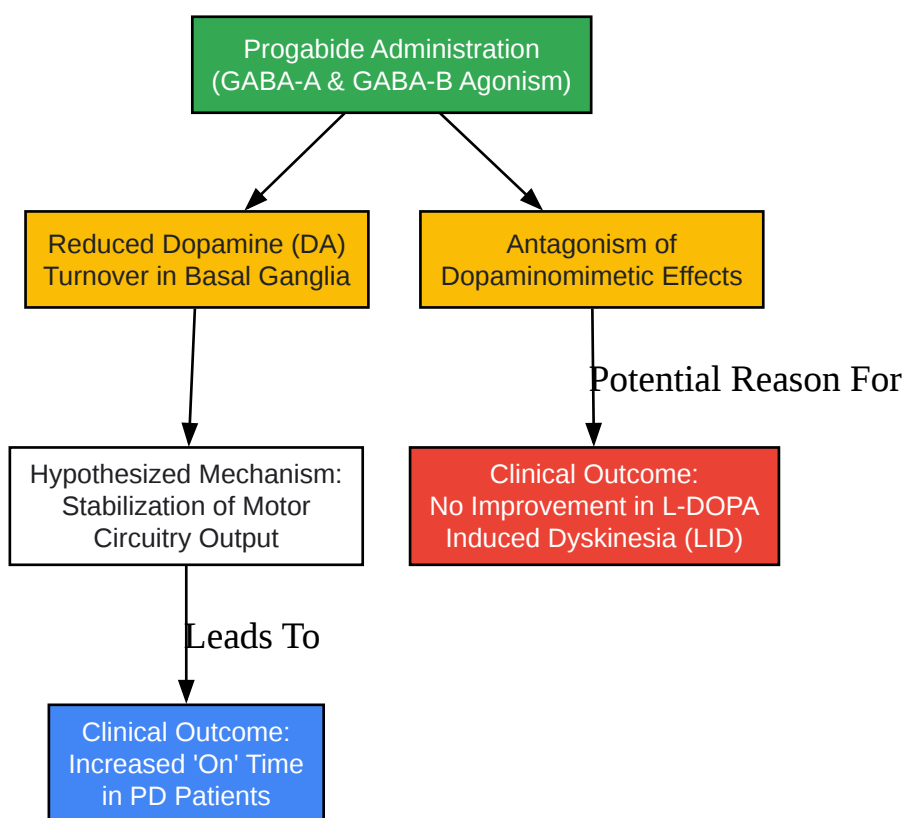 Progabide Administration
(GABA-A & GABA-B Agonism)
Reduced Dopamine (DA)
Turnover in Basal Ganglia
Antagonism of
Dopaminomimetic Effects
Potential Reason For
Hypothesized Mechanism:
Stabilization of Motor
Circuitry Output
Clinical Outcome:
No Improvement in L-DOPA
Induced Dyskinesia (LID)
Leads To
Clinical Outcome:
Increased 'On' Time
in PD Patients